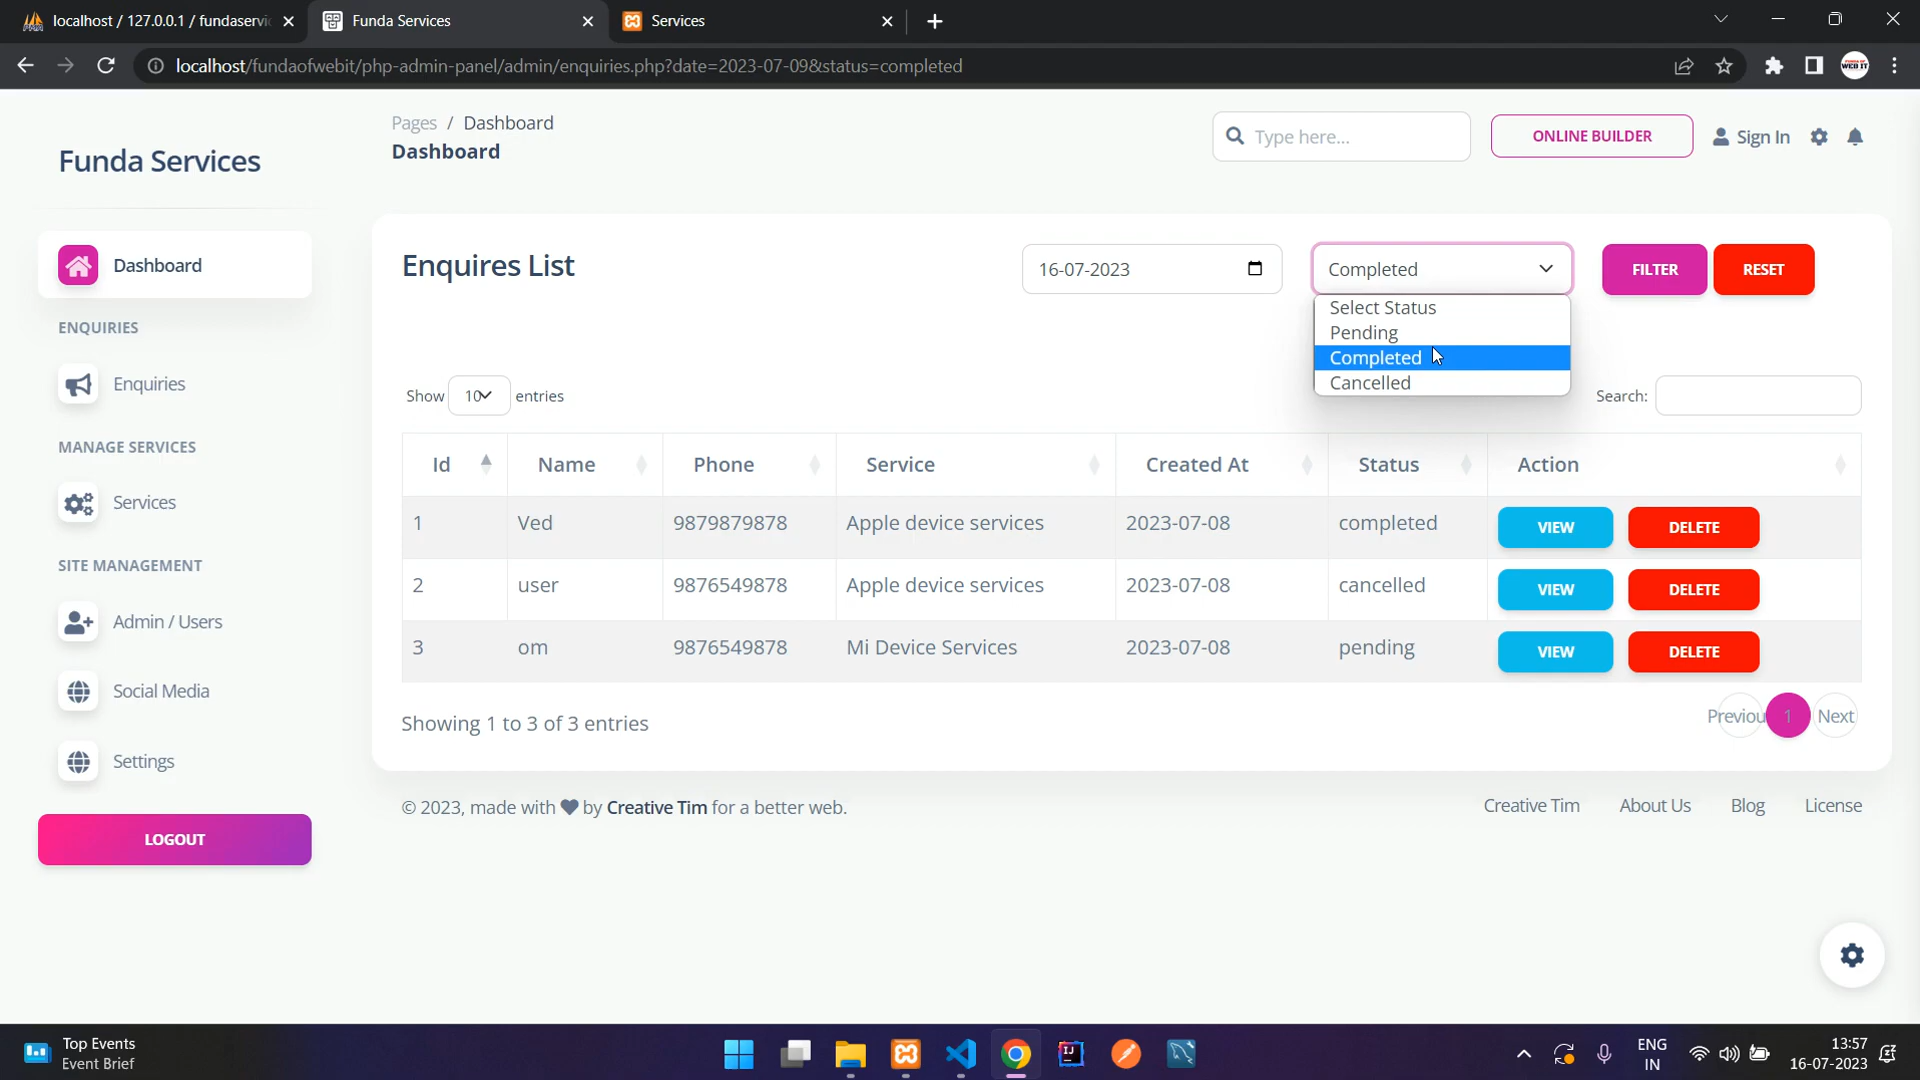 localhost / 127.0.0.1 / fundaservi
Funda Services
Services
localhost/fundaofwebit/php-admin-panel/admin/enquiries.php?date=2023-07-09&status=completed
WEB IT
Funda Services
Pages / Dashboard
Dashboard
Type here...
ONLINE BUILDER
Sign In
Dashboard
ENQUIRIES
Enquiries
MANAGE SERVICES
Services
SITE MANAGEMENT
Admin / Users
Social Media
Settings
LOGOUT
Enquires List
16-07-2023
Completed
FILTER
RESET
Select Status
Pending
Completed
Cancelled
Show 10 entries
Search:
Id Name Phone Service Created At Status Action
1 Ved 9879879878 Apple device services 2023-07-08 completed VIEW DELETE
2 user 9876549878 Apple device services 2023-07-08 cancelled VIEW DELETE
3 om 9876549878 Mi Device Services 2023-07-08 pending VIEW DELETE
Showing 1 to 3 of 3 entries
Previou 1 Next
© 2023, made with by Creative Tim for a better web.
Creative Tim About Us Blog License
Top Events
Event Brief
IJ
ENG
IN
13:57
16-07-2023